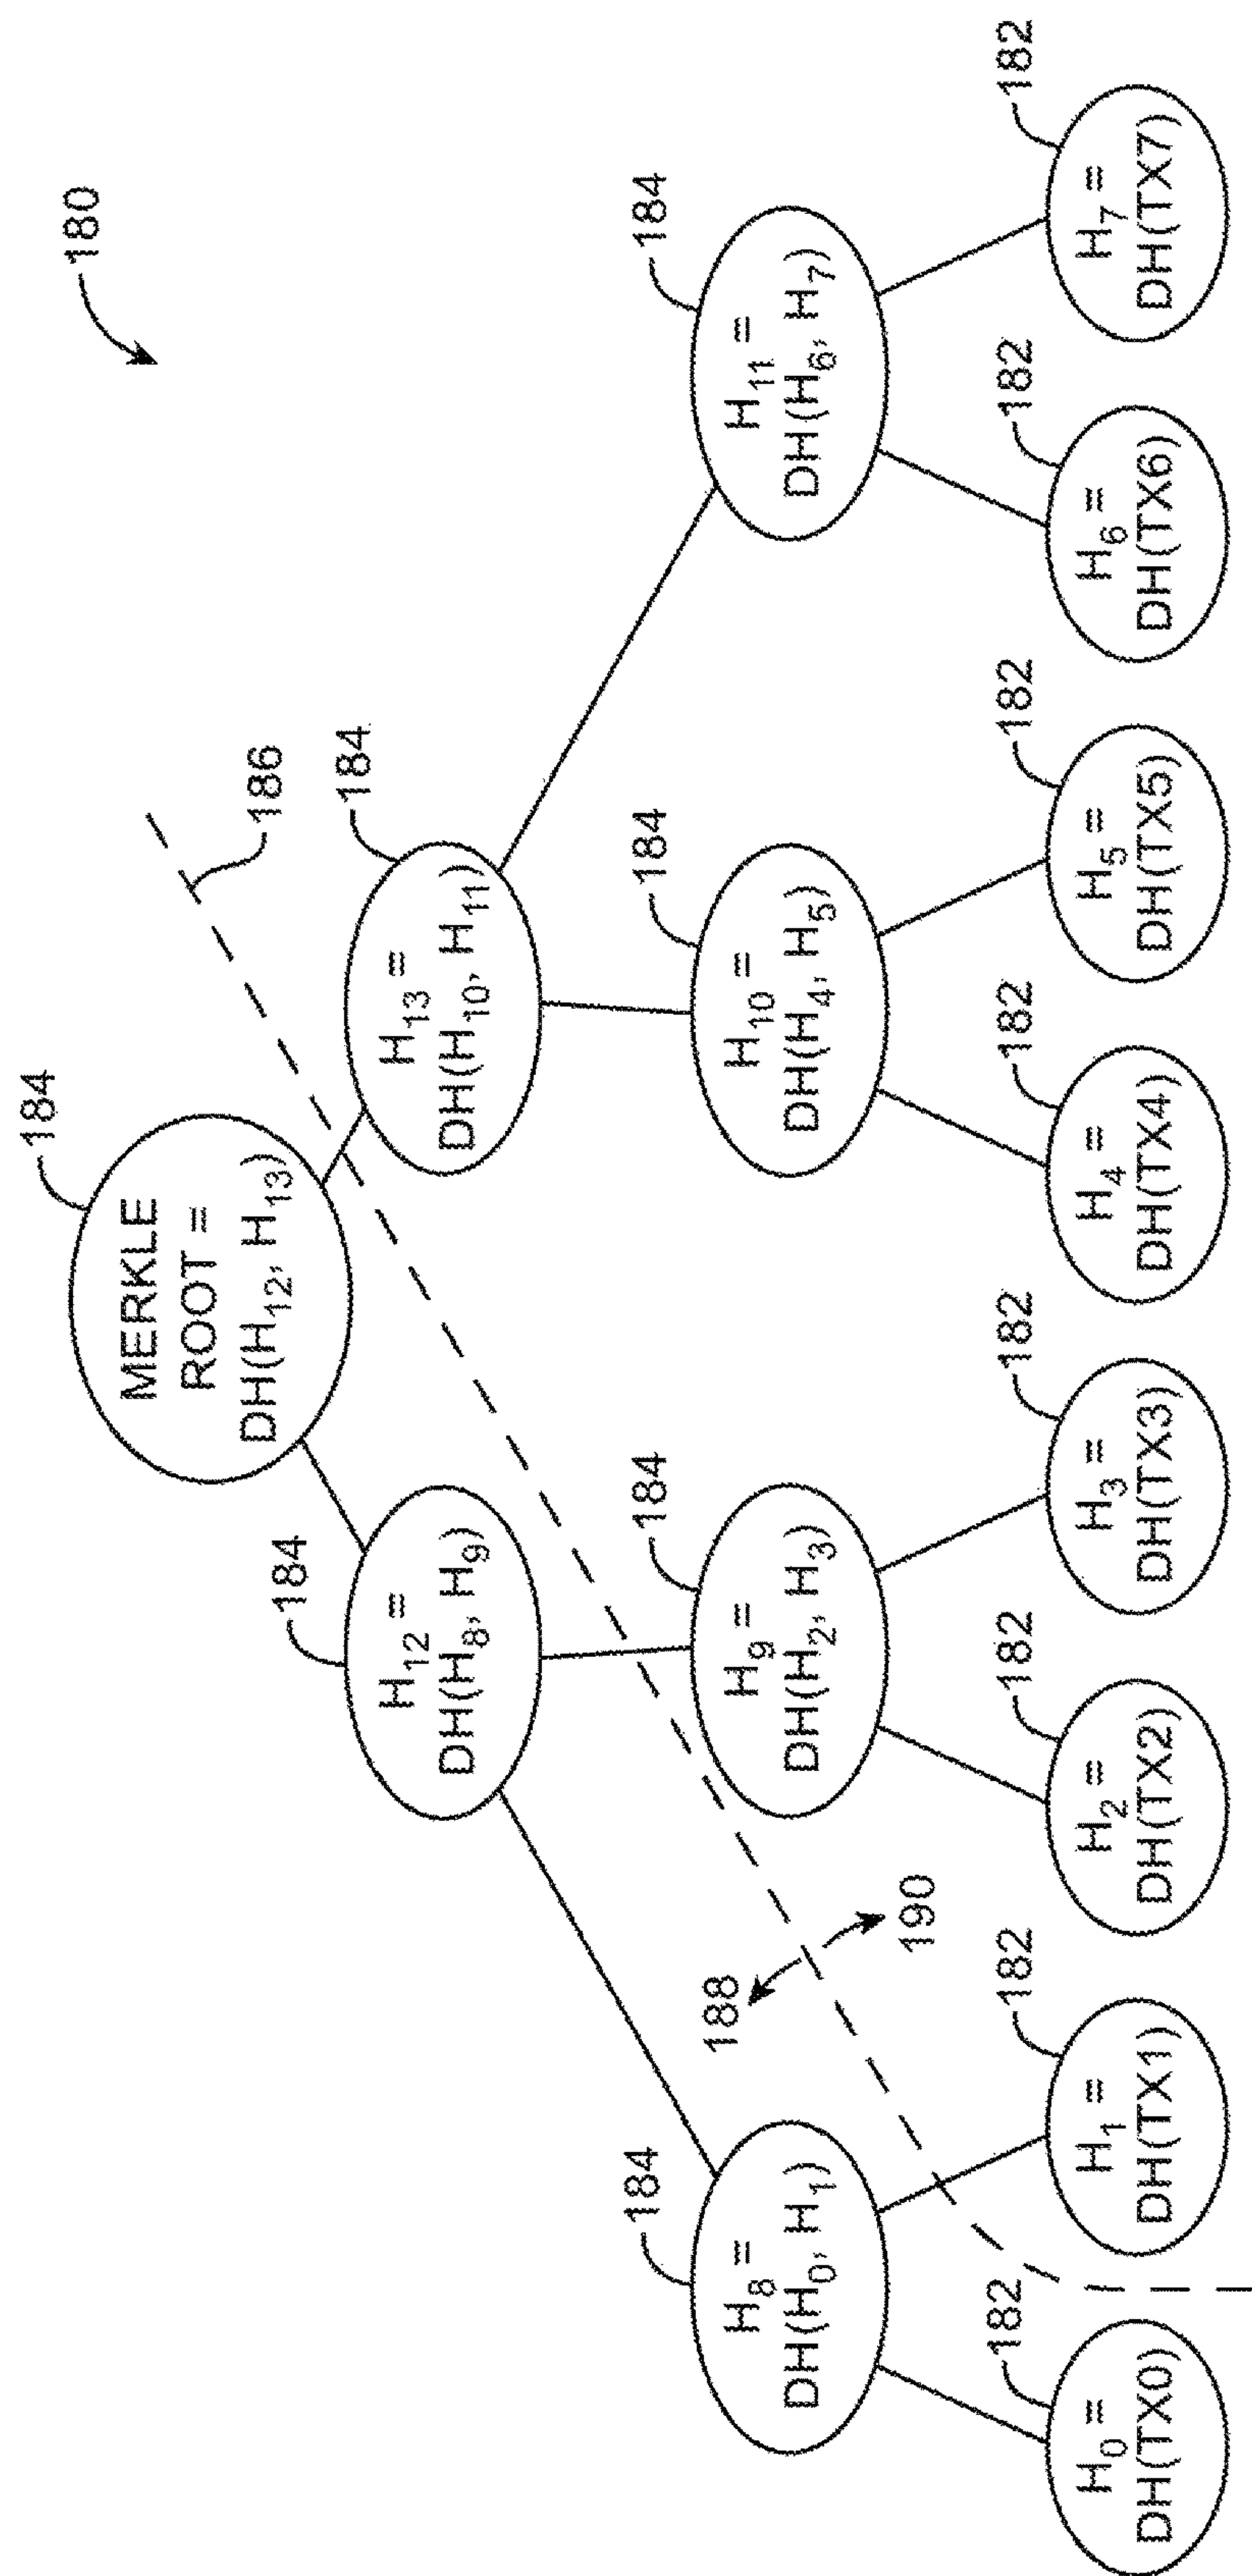 180
184
MERKLE
ROOT =
DH(H₁₂, H₁₃)
186
184
H₁₂ =
DH(H₈, H₉)
184
H₁₃ =
DH(H₁₀, H₁₁)
184
H₈ =
DH(H₀, H₁)
188
190
184
H₉ =
DH(H₂, H₃)
184
H₁₀ =
DH(H₄, H₅)
184
H₁₁ =
DH(H₆, H₇)
182
H₀ =
DH(TX0)
182
H₁ =
DH(TX1)
182
H₂ =
DH(TX2)
182
H₃ =
DH(TX3)
182
H₄ =
DH(TX4)
182
H₅ =
DH(TX5)
182
H₆ =
DH(TX6)
182
H₇ =
DH(TX7)